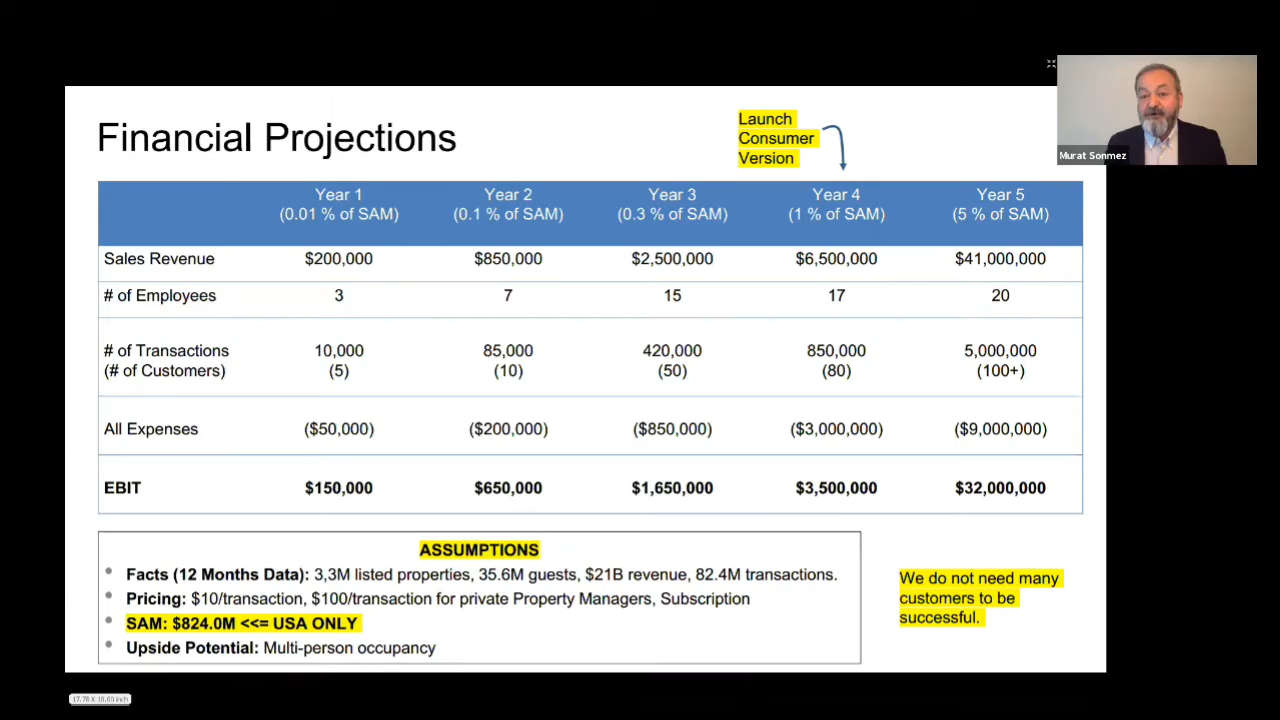 Financial Projections
Launch
Consumer
Version
Murat Sonmez
Year 1 Year 2 Year 3 Year 4 Year 5
(0.01 % of SAM) (0.1 % of SAM) (0.3 % of SAM) (1 % of SAM) (5 % of SAM)
Sales Revenue $200,000 $850,000 $2,500,000 $6,500,000 $41,000,000
# of Employees 3 7 15 17 20
# of Transactions 10,000 85,000 420,000 850,000 5,000,000
(# of Customers) (5) (10) (50) (80) (100+)
All Expenses ($50,000) ($200,000) ($850,000) ($3,000,000) ($9,000,000)
EBIT $150,000 $650,000 $1,650,000 $3,500,000 $32,000,000
ASSUMPTIONS
• Facts (12 Months Data): 3,3M listed properties, 35.6M guests, $21B revenue, 82.4M transactions.
• Pricing: $10/transaction, $100/transaction for private Property Managers, Subscription
• SAM: $824.0M <<= USA ONLY
• Upside Potential: Multi-person occupancy
We do not need many
customers to be
successful.
17.78 X 10.00 inch